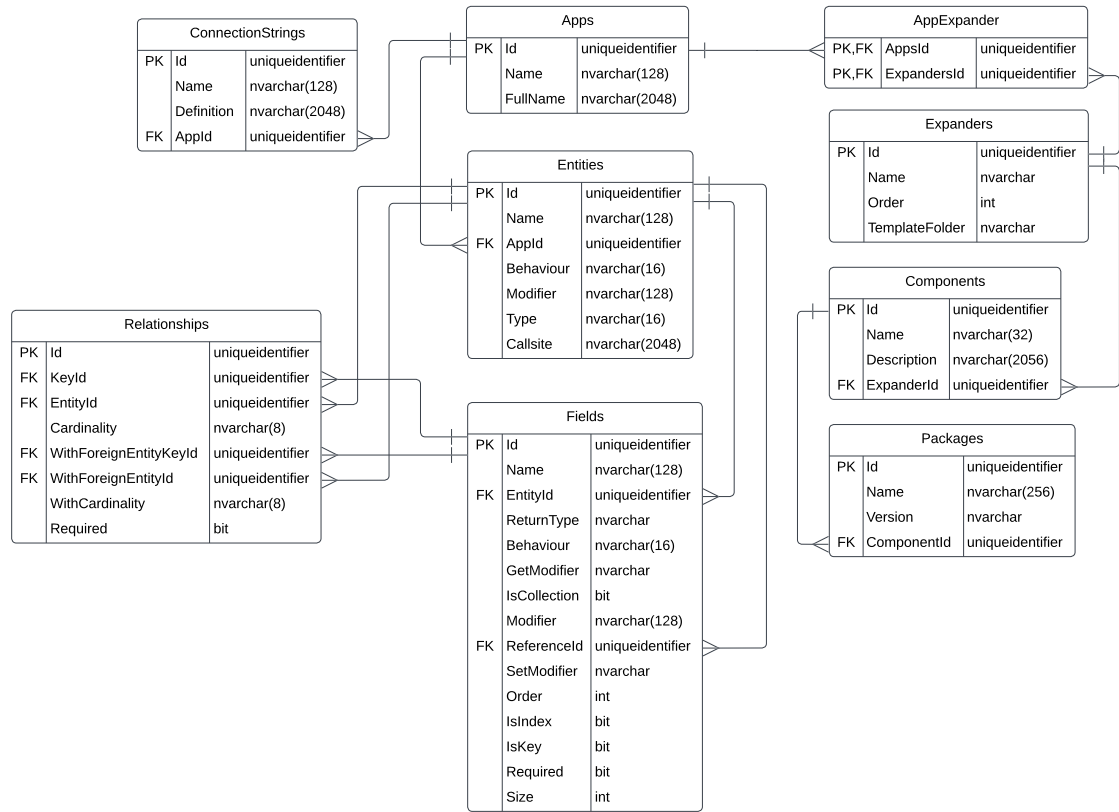 ConnectionStrings
PK Id uniqueidentifier
Name nvarchar(128)
Definition nvarchar(2048)
FK AppId uniqueidentifier
Apps
PK Id uniqueidentifier
Name nvarchar(128)
FullName nvarchar(2048)
AppExpander
PK,FK AppsId uniqueidentifier
PK,FK ExpandersId uniqueidentifier
Expanders
PK Id uniqueidentifier
Name nvarchar
Order int
TemplateFolder nvarchar
Entities
PK Id uniqueidentifier
Name nvarchar(128)
FK AppId uniqueidentifier
Behaviour nvarchar(16)
Modifier nvarchar(128)
Type nvarchar(16)
Callsite nvarchar(2048)
Components
PK Id uniqueidentifier
Name nvarchar(32)
Description nvarchar(2056)
FK ExpanderId uniqueidentifier
Relationships
PK Id uniqueidentifier
FK KeyId uniqueidentifier
FK EntityId uniqueidentifier
Cardinality nvarchar(8)
FK WithForeignEntityKeyId uniqueidentifier
FK WithForeignEntityId uniqueidentifier
WithCardinality nvarchar(8)
Required bit
Fields
PK Id uniqueidentifier
Name nvarchar(128)
FK EntityId uniqueidentifier
ReturnType nvarchar
Behaviour nvarchar(16)
GetModifier nvarchar
IsCollection bit
Modifier nvarchar(128)
FK ReferenceId uniqueidentifier
SetModifier nvarchar
Order int
IsIndex bit
IsKey bit
Required bit
Size int
Packages
PK Id uniqueidentifier
Name nvarchar(256)
Version nvarchar
FK ComponentId uniqueidentifier